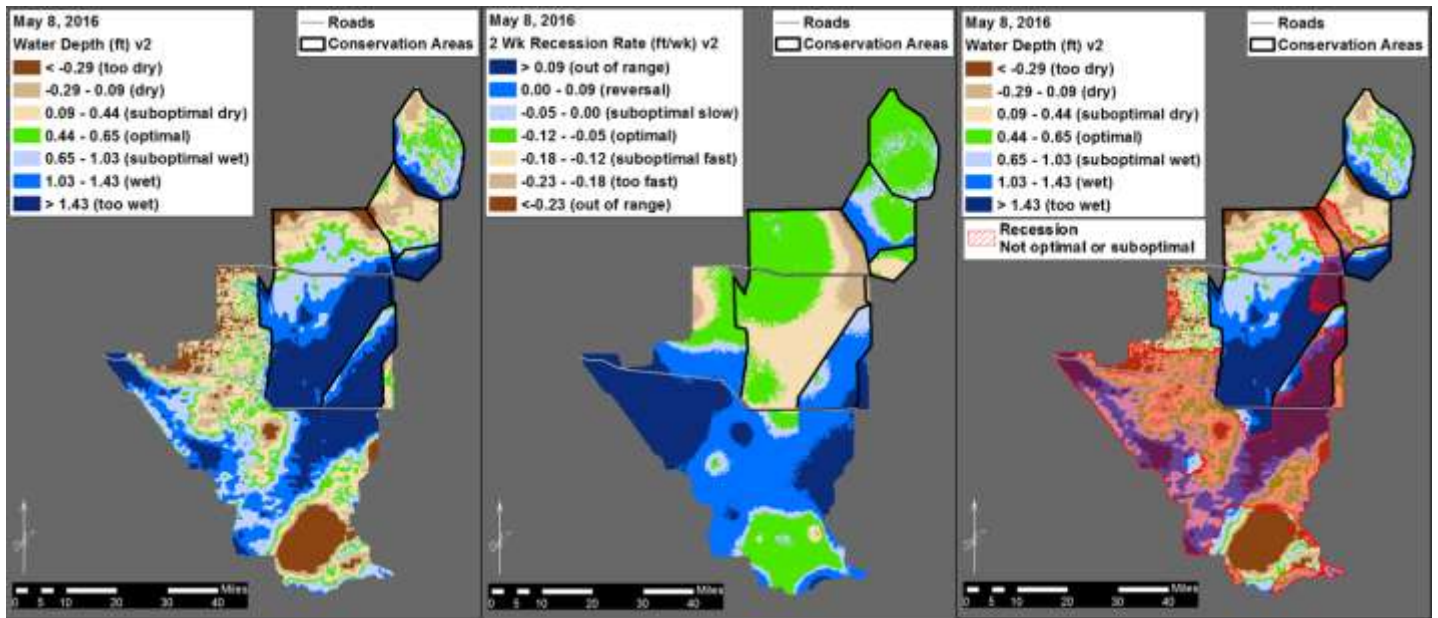 May 8, 2016
Water Depth (ft) v2
< -0.29 (too dry)
-0.29 - 0.09 (dry)
0.09 - 0.44 (suboptimal dry)
0.44 - 0.65 (optimal)
0.65 - 1.03 (suboptimal wet)
1.03 - 1.43 (wet)
> 1.43 (too wet)
Roads
Conservation Areas
Miles
0 5 10 20 30 40
May 8, 2016
2 Wk Recession Rate (ft/wk) v2
> 0.09 (out of range)
0.00 - 0.09 (reversal)
-0.05 - 0.00 (suboptimal slow)
-0.12 - -0.05 (optimal)
-0.18 - -0.12 (suboptimal fast)
-0.23 - -0.18 (too fast)
<-0.23 (out of range)
Roads
Conservation Areas
Miles
0 5 10 20 30 40
May 8, 2016
Water Depth (ft) v2
< -0.29 (too dry)
-0.29 - 0.09 (dry)
0.09 - 0.44 (suboptimal dry)
0.44 - 0.65 (optimal)
0.65 - 1.03 (suboptimal wet)
1.03 - 1.43 (wet)
> 1.43 (too wet)
Recession
Not optimal or suboptimal
Roads
Conservation Areas
Miles
0 5 10 20 30 40